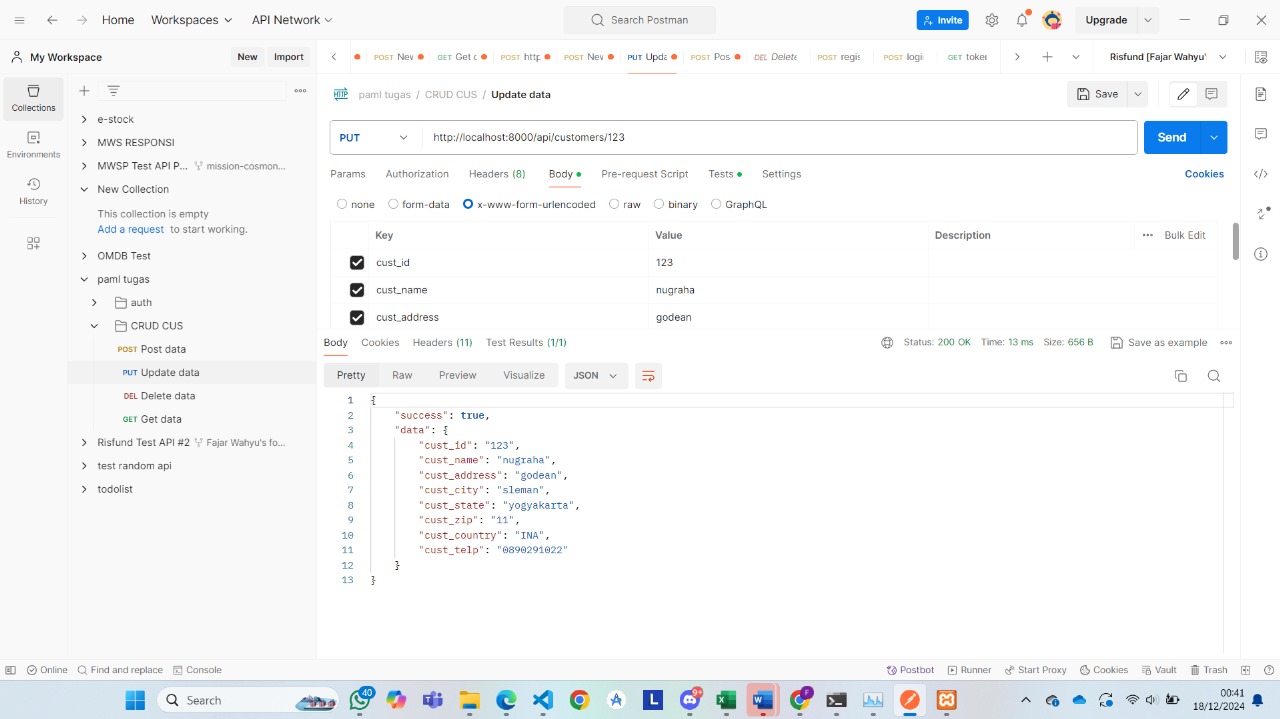 Home Workspaces API Network Search Postman Invite Upgrade
My Workspace New Import POST Nev GET Get c POST http POST Nev PUT Upda POST Pos DEL Delete POST regis POST logi GET token Risfund [Fajar Wahyu'
Collections
Environments
History
e-stock
MWS RESPONSI
MWSP Test API P... mission-cosmon...
New Collection
This collection is empty
Add a request to start working.
OMDB Test
paml tugas
auth
CRUD CUS
POST Post data
PUT Update data
DEL Delete data
GET Get data
Risfund Test API #2 Fajar Wahyu's fo...
test random api
todolist
HTTP paml tugas / CRUD CUS / Update data Save
PUT http://localhost:8000/api/customers/123 Send
Params Authorization Headers (8) Body Pre-request Script Tests Settings Cookies
none form-data x-www-form-urlencoded raw binary GraphQL
Key Value Description Bulk Edit
cust_id 123
cust_name nugraha
cust_address godean
Body Cookies Headers (11) Test Results (1/1) Status: 200 OK Time: 13 ms Size: 656 B Save as example
Pretty Raw Preview Visualize JSON
1 {
2 "success": true,
3 "data": {
4 "cust_id": "123",
5 "cust_name": "nugraha",
6 "cust_address": "godean",
7 "cust_city": "sleman",
8 "cust_state": "yogyakarta",
9 "cust_zip": "11",
10 "cust_country": "INA",
11 "cust_telp": "0890291022"
12 }
13 }
Online Find and replace Console Postbot Runner Start Proxy Cookies Vault Trash
Search 40 9+ 00:41
18/12/2024